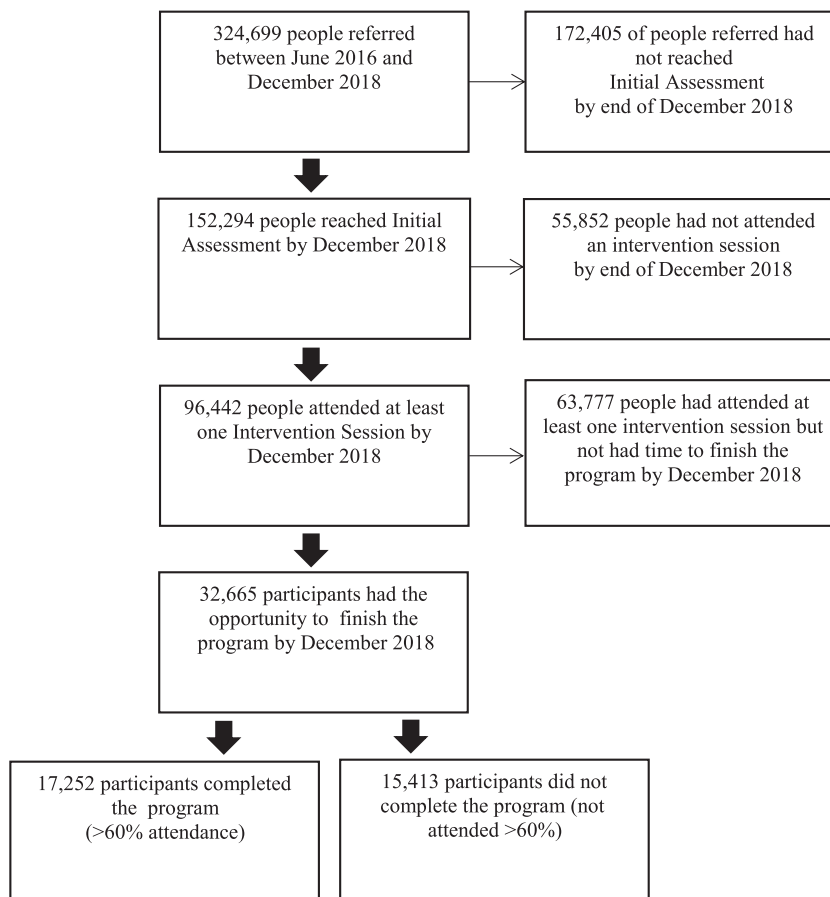 324,699 people referred
between June 2016 and
December 2018
172,405 of people referred had
not reached
Initial Assessment
by end of December 2018
152,294 people reached Initial
Assessment by December 2018
55,852 people had not attended
an intervention session
by end of December 2018
96,442 people attended at least
one Intervention Session by
December 2018
63,777 people had attended at
least one intervention session but
not had time to finish the
program by December 2018
32,665 participants had the
opportunity to finish the
program by December 2018
17,252 participants completed
the program
(>60% attendance)
15,413 participants did not
complete the program (not
attended >60%)